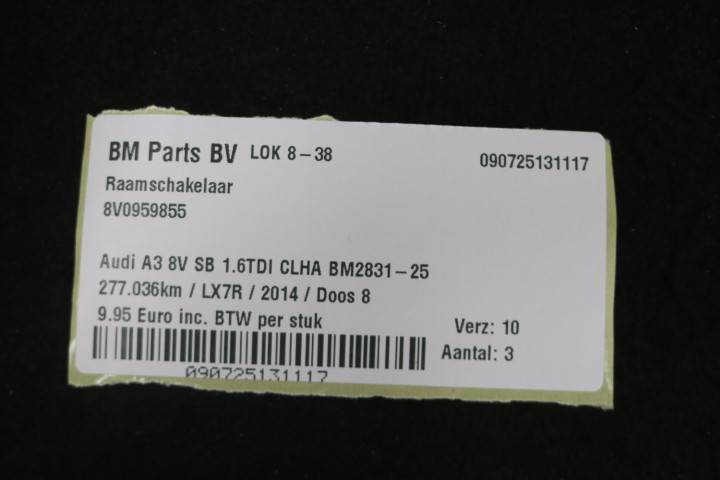 BM Parts BV LOK 8-38 090725131117
Raamschakelaar
8V0959855
Audi A3 8V SB 1.6TDI CLHA BM2831-25
277.036km / LX7R / 2014 / Doos 8
9.95 Euro inc. BTW per stuk
Verz: 10
Aantal: 3
090725131117